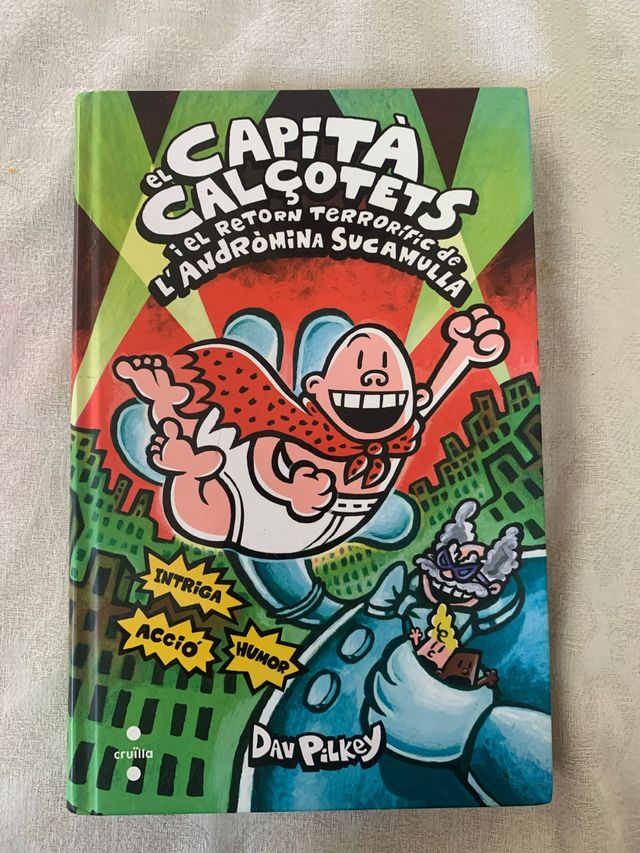 EL CAPITÀ
CALÇOTETS
i EL RETORN TERRORÍFIC de
L'ANDRÒMINA SUCAMULLA
INTRIGA
ACCIÓ
HUMOR
DAV PiLKEY
cruïlla